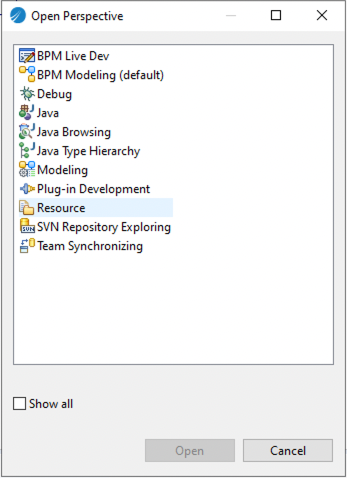 Open Perspective
BPM Live Dev
BPM Modeling (default)
Debug
Java
Java Browsing
Java Type Hierarchy
Modeling
Plug-in Development
Resource
SVN Repository Exploring
Team Synchronizing
Show all
Open
Cancel